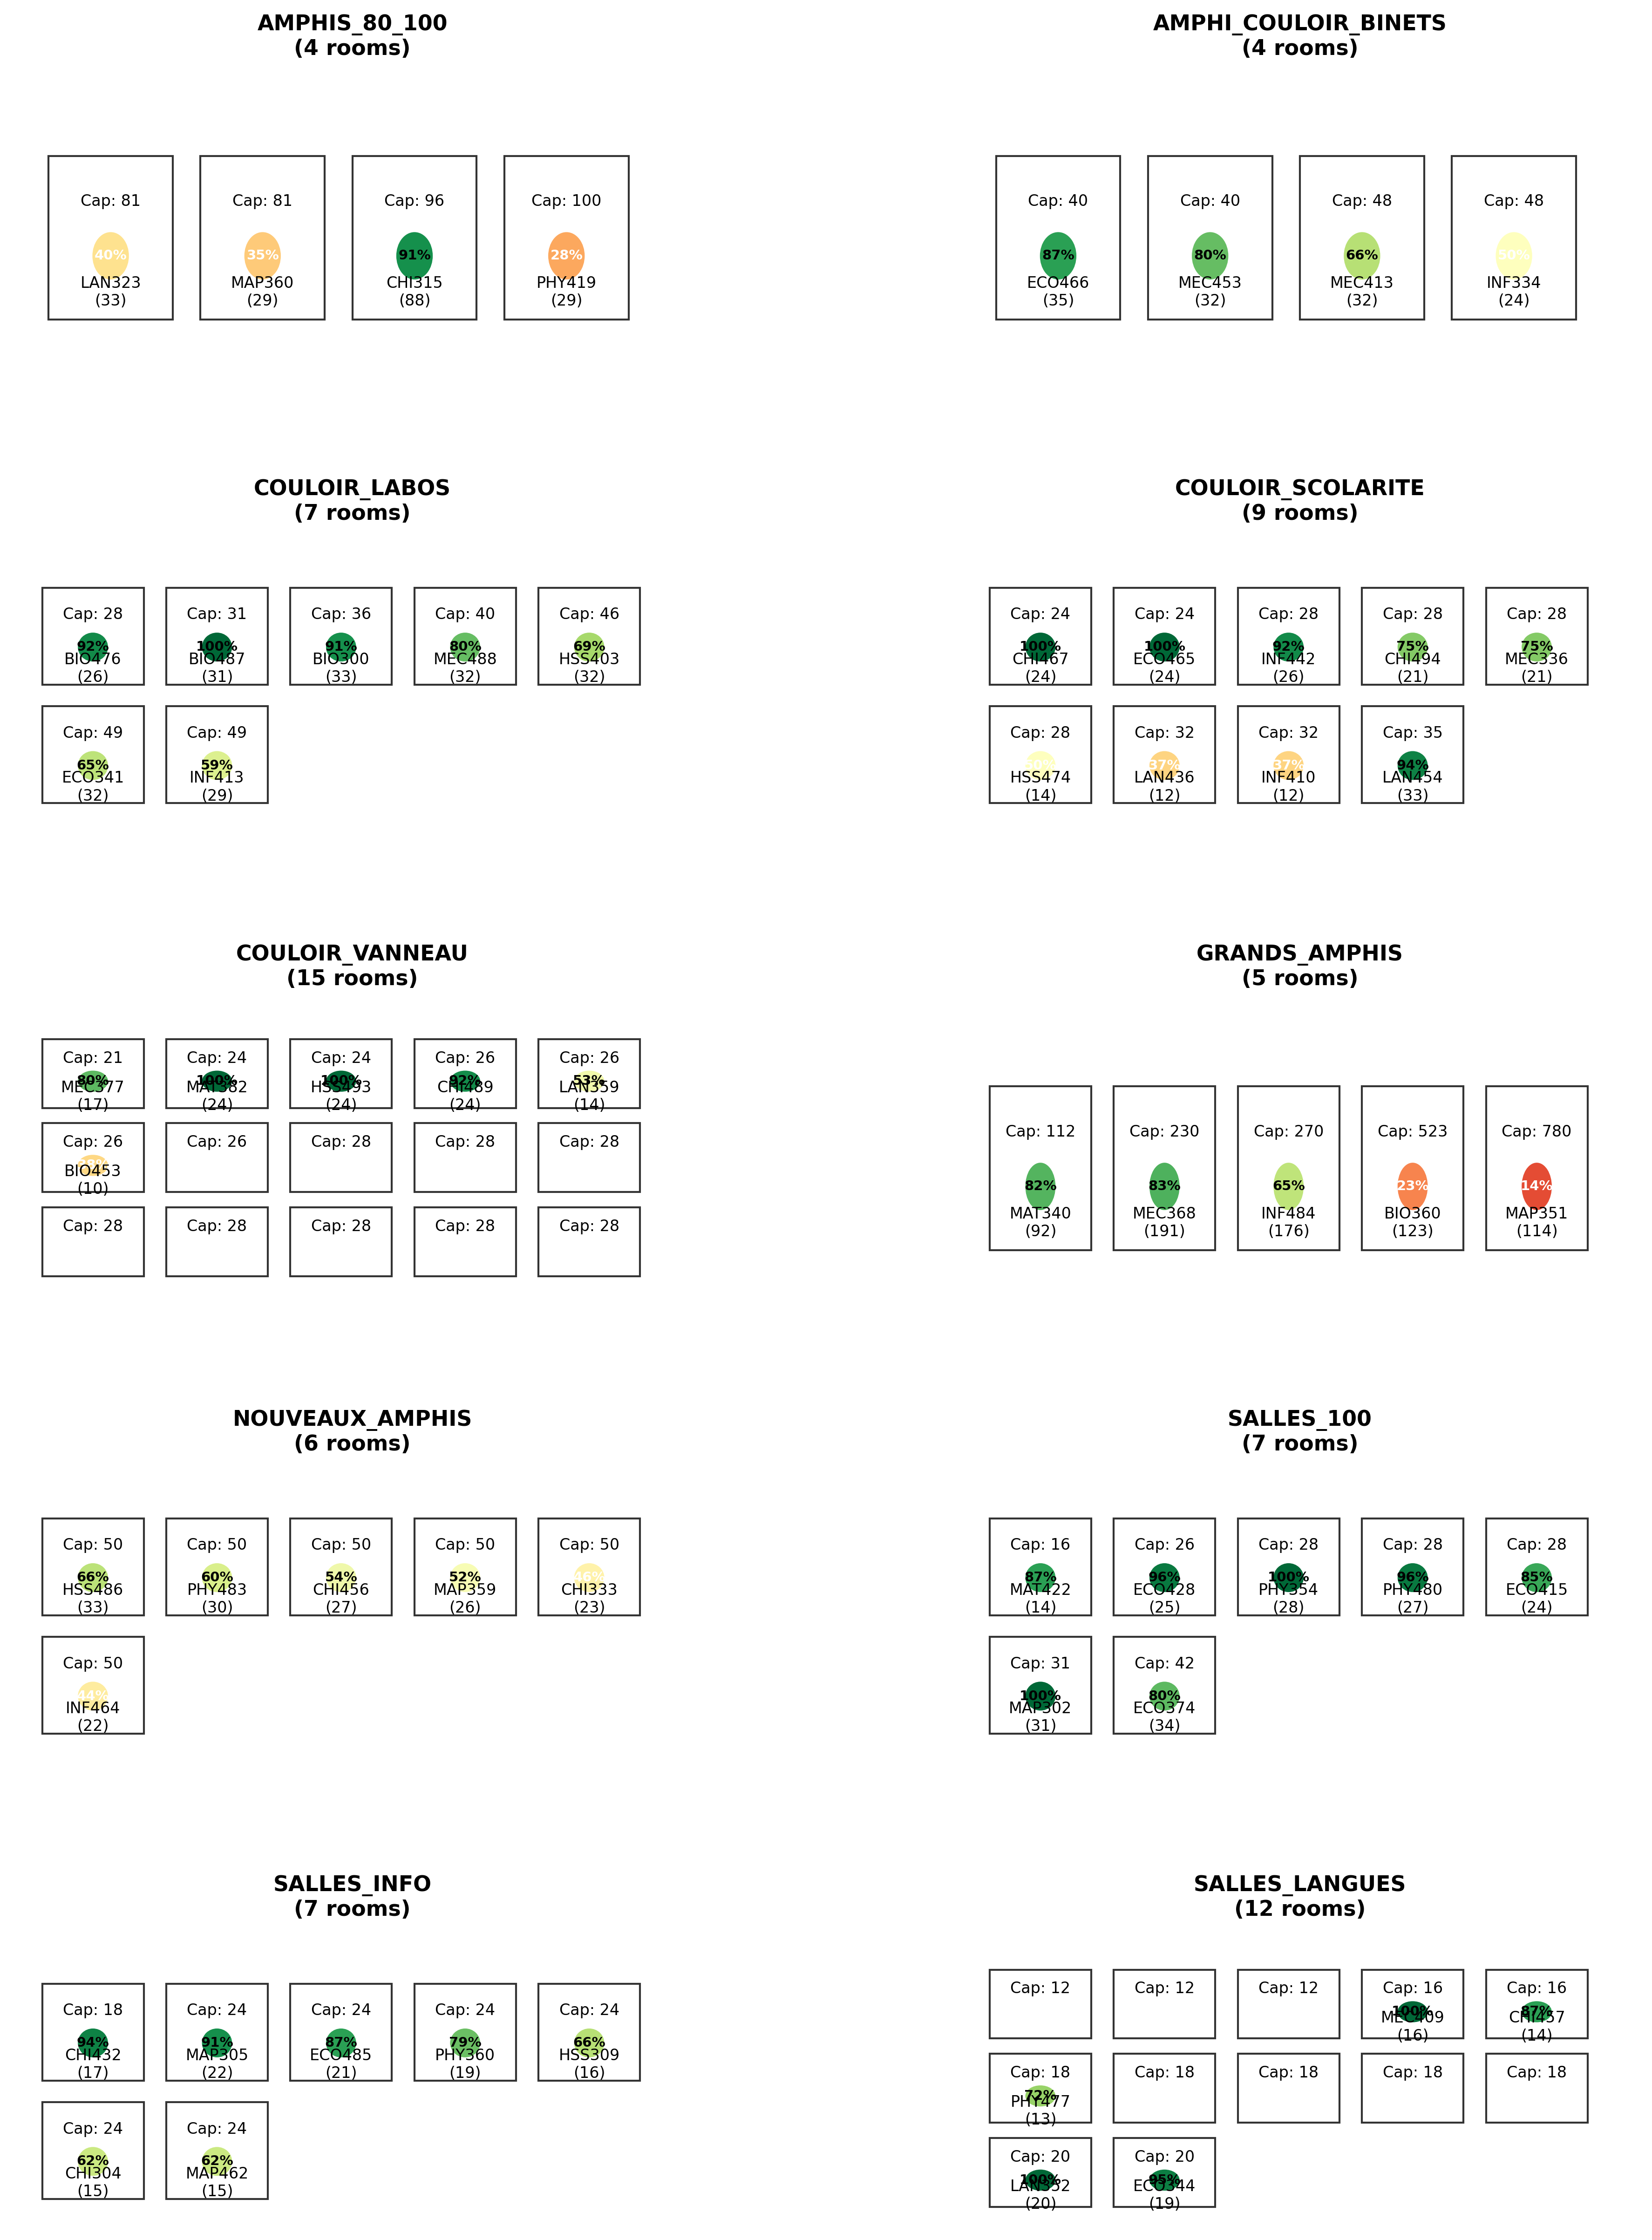 AMPHIS_80_100
(4 rooms)
Cap: 81
40%
LAN323
(33)
Cap: 81
35%
MAP360
(29)
Cap: 96
91%
CHI315
(88)
Cap: 100
28%
PHY419
(29)
AMPHI_COULOIR_BINETS
(4 rooms)
Cap: 40
87%
ECO466
(35)
Cap: 40
80%
MEC453
(32)
Cap: 48
66%
MEC413
(32)
Cap: 48
50%
INF334
(24)
COULOIR_LABOS
(7 rooms)
Cap: 28
92%
BIO476
(26)
Cap: 31
100%
BIO487
(31)
Cap: 36
91%
BIO300
(33)
Cap: 40
80%
MEC488
(32)
Cap: 46
69%
HSS403
(32)
Cap: 49
65%
ECO341
(32)
Cap: 49
59%
INF413
(29)
COULOIR_SCOLARITE
(9 rooms)
Cap: 24
100%
CHI467
(24)
Cap: 24
100%
ECO465
(24)
Cap: 28
92%
INF442
(26)
Cap: 28
75%
CHI494
(21)
Cap: 28
75%
MEC336
(21)
Cap: 28
50%
HSS474
(14)
Cap: 32
37%
LAN436
(12)
Cap: 32
37%
INF410
(12)
Cap: 35
94%
LAN454
(33)
COULOIR_VANNEAU
(15 rooms)
Cap: 21
80%
MEC377
(17)
Cap: 24
100%
MAT382
(24)
Cap: 24
100%
HSS493
(24)
Cap: 26
92%
CHI489
(24)
Cap: 26
53%
LAN359
(14)
Cap: 26
BIO453
(10)
Cap: 26
Cap: 28
Cap: 28
Cap: 28
Cap: 28
Cap: 28
Cap: 28
Cap: 28
Cap: 28
GRANDS_AMPHIS
(5 rooms)
Cap: 112
82%
MAT340
(92)
Cap: 230
83%
MEC368
(191)
Cap: 270
65%
INF484
(176)
Cap: 523
23%
BIO360
(123)
Cap: 780
14%
MAP351
(114)
NOUVEAUX_AMPHIS
(6 rooms)
Cap: 50
66%
HSS486
(33)
Cap: 50
60%
PHY483
(30)
Cap: 50
54%
CHI456
(27)
Cap: 50
52%
MAP359
(26)
Cap: 50
46%
CHI333
(23)
Cap: 50
44%
INF464
(22)
SALLES_100
(7 rooms)
Cap: 16
87%
MAT422
(14)
Cap: 26
96%
ECO428
(25)
Cap: 28
100%
PHY354
(28)
Cap: 28
96%
PHY480
(27)
Cap: 28
85%
ECO415
(24)
Cap: 31
100%
MAP302
(31)
Cap: 42
80%
ECO374
(34)
SALLES_INFO
(7 rooms)
Cap: 18
94%
CHI432
(17)
Cap: 24
91%
MAP305
(22)
Cap: 24
87%
ECO485
(21)
Cap: 24
79%
PHY360
(19)
Cap: 24
66%
HSS309
(16)
Cap: 24
62%
CHI304
(15)
Cap: 24
62%
MAP462
(15)
SALLES_LANGUES
(12 rooms)
Cap: 12
Cap: 12
Cap: 12
Cap: 16
100%
MEC409
(16)
Cap: 16
87%
CHI457
(14)
Cap: 18
72%
PHY477
(13)
Cap: 18
Cap: 18
Cap: 18
Cap: 18
Cap: 20
100%
LAN352
(20)
Cap: 20
95%
ECO344
(19)